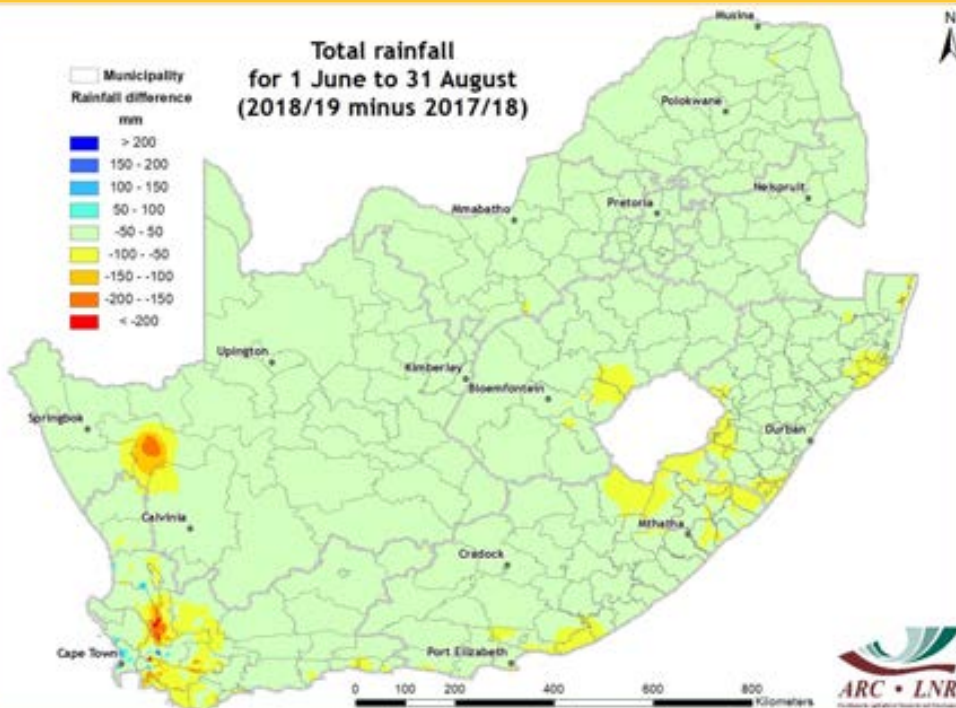 Total rainfall
for 1 June to 31 August
(2018/19 minus 2017/18)
N
Municipality
Rainfall difference
mm
> 200
150 - 200
100 - 150
50 - 100
-50 - 50
-100 - -50
-150 - -100
-200 - -150
< -200
Musina
Polokwane
Nelspruit
Pretoria
Mmabatho
Upington
Kimberley
Bloemfontein
Springbok
Durban
Calvinia
Mthatha
Cradock
Cape Town
Port Elizabeth
0 100 200 400 600 800
Kilometers
ARC • LNR